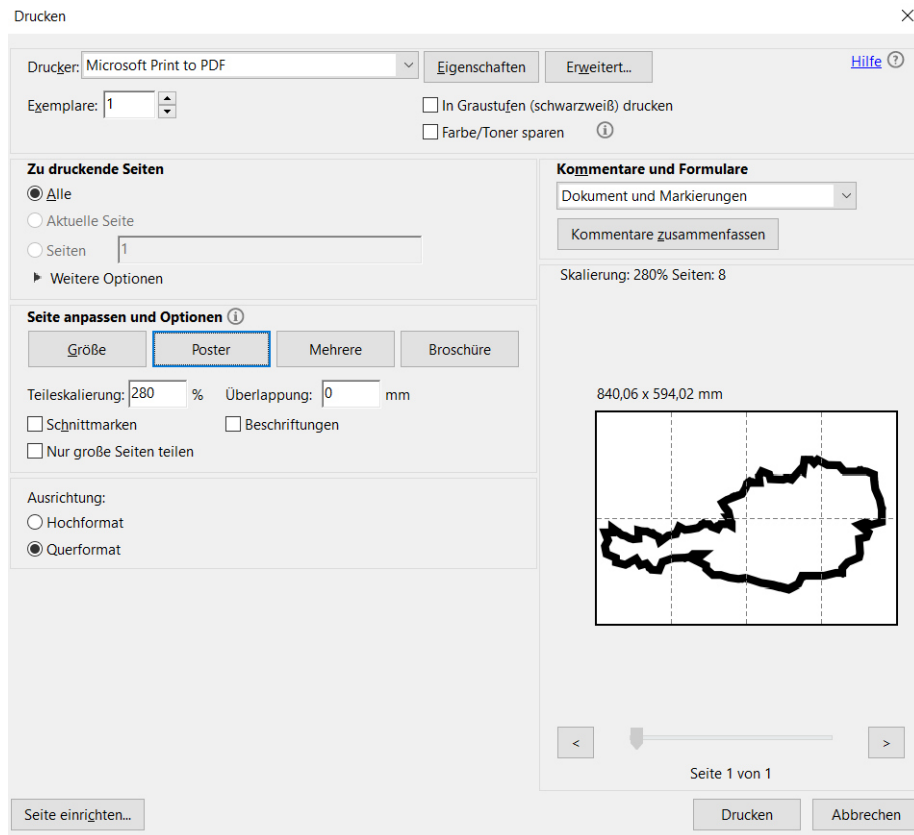 Drucken
Drucker: Microsoft Print to PDF Eigenschaften Erweitert... Hilfe
Exemplare: 1 In Graustufen (schwarzweiß) drucken
Farbe/Toner sparen
Zu druckende Seiten
Alle
Aktuelle Seite
Seiten 1
Weitere Optionen
Kommentare und Formulare
Dokument und Markierungen
Kommentare zusammenfassen
Skalierung: 280% Seiten: 8
Seite anpassen und Optionen
Größe Poster Mehrere Broschüre
Teileskalierung: 280 % Überlappung: 0 mm
Schnittmarken Beschriftungen
Nur große Seiten teilen
Ausrichtung:
Hochformat
Querformat
840,06 x 594,02 mm
< >
Seite 1 von 1
Seite einrichten... Drucken Abbrechen